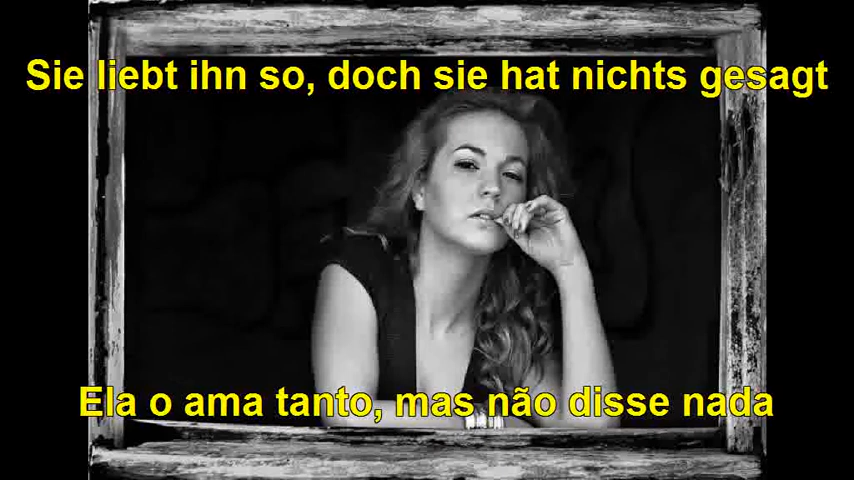 Sie liebt ihn so, doch sie hat nichts gesagt
Ela o ama tanto, mas não disse nada